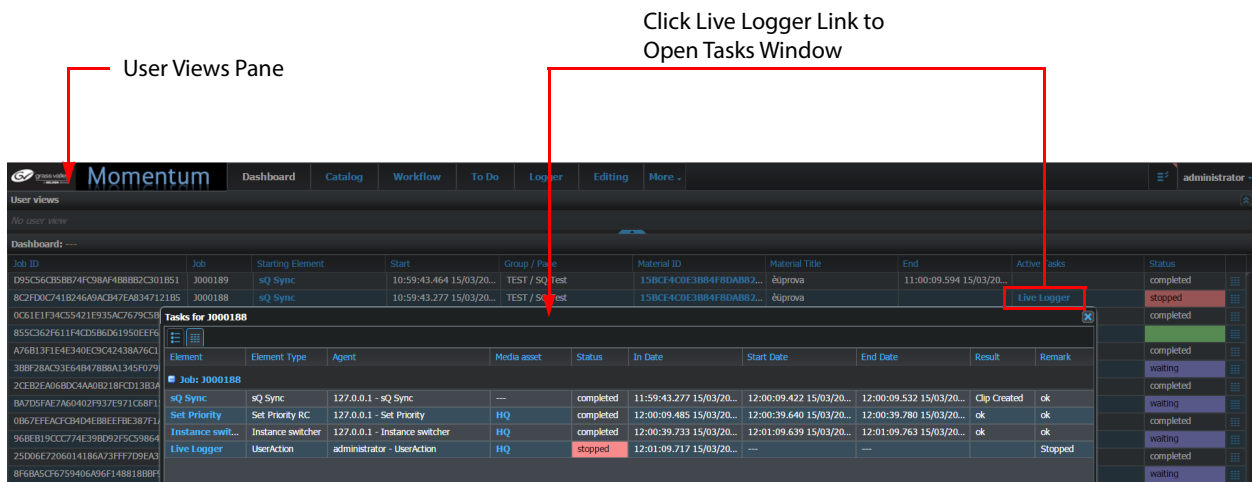 Click Live Logger Link to
Open Tasks Window
User Views Pane
grass valley Momentum Dashboard Catalog Workflow To Do Logger Editing More administrator
User views
No user view
Dashboard: ---
Job ID Job Starting Element Start Group / Page Material ID Material Title End Active Tasks Status
D95C56CB5BB74FC98AF4B8BB2C301B51 J000189 sQ Sync 10:59:43.464 15/03/20... TEST / SQ Test 15BCE4C0E3B84F8DAB82... èüprova 11:00:09.594 15/03/20... completed
8C2FD0C741B246A9ACB47EA8347121B5 J000188 sQ Sync 10:59:43.277 15/03/20... TEST / SQ Test 15BCE4C0E3B84F8DAB82... èüprova Live Logger stopped
completed
Tasks for J000188
completed
waiting
Element Element Type Agent Media asset Status In Date Start Date End Date Result Remark
completed
Job: J000188
waiting
sQ Sync sQ Sync 127.0.0.1 - sQ Sync --- completed 11:59:43.277 15/03/20... 12:00:09.422 15/03/20... 12:00:09.532 15/03/20... Clip Created ok
completed
Set Priority Set Priority RC 127.0.0.1 - Set Priority HQ completed 12:00:09.485 15/03/20... 12:00:39.640 15/03/20... 12:00:39.780 15/03/20... ok ok
waiting
Instance swit... Instance switcher 127.0.0.1 - Instance switcher HQ completed 12:00:39.733 15/03/20... 12:01:09.639 15/03/20... 12:01:09.763 15/03/20... ok ok
completed
Live Logger UserAction administrator - UserAction HQ stopped 12:01:09.717 15/03/20... --- --- Stopped
waiting